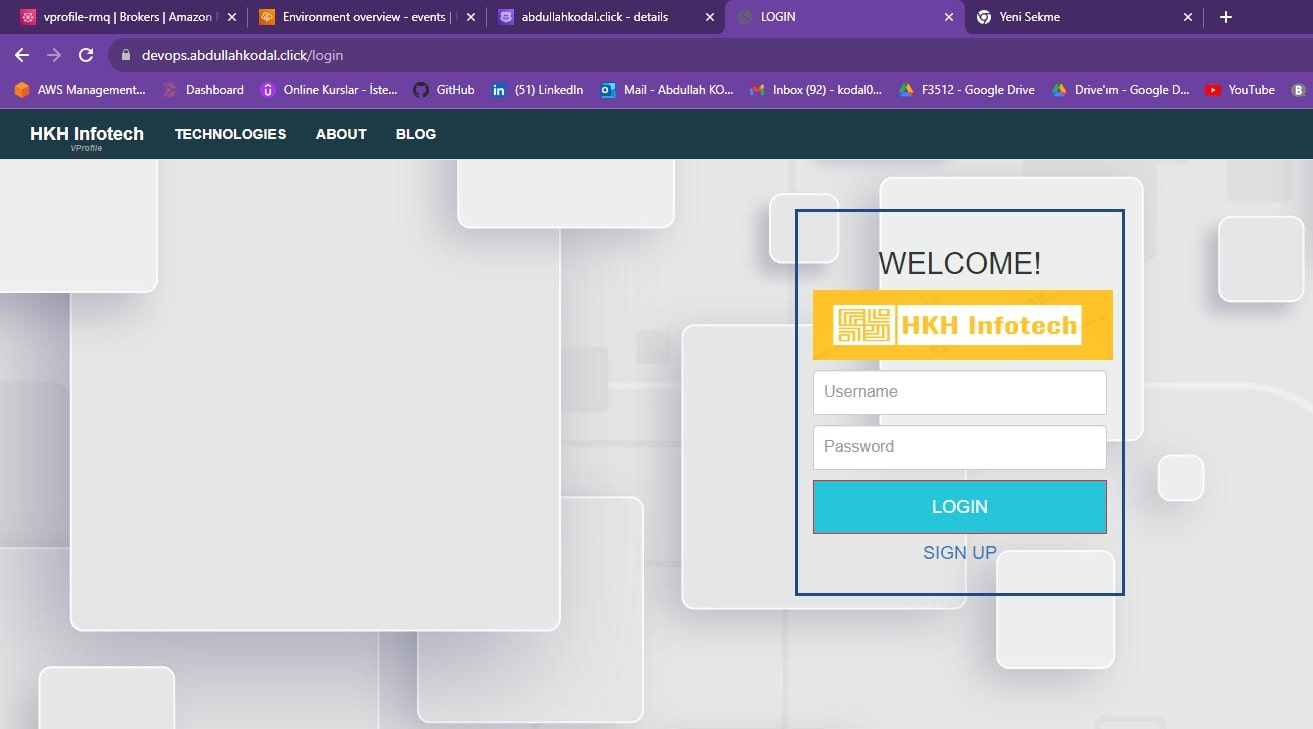 vprofile-rmq | Brokers | Amazon
Environment overview - events |
abdullahkodal.click - details
LOGIN
Yeni Sekme
devops.abdullahkodal.click/login
AWS Management...
Dashboard
Online Kurslar - İste...
GitHub
(51) LinkedIn
Mail - Abdullah KO...
Inbox (92) - kodal0...
F3512 - Google Drive
Drive'ım - Google D...
YouTube
HKH Infotech
VProfile
TECHNOLOGIES
ABOUT
BLOG
WELCOME!
HKH Infotech
Username
Password
LOGIN
SIGN UP